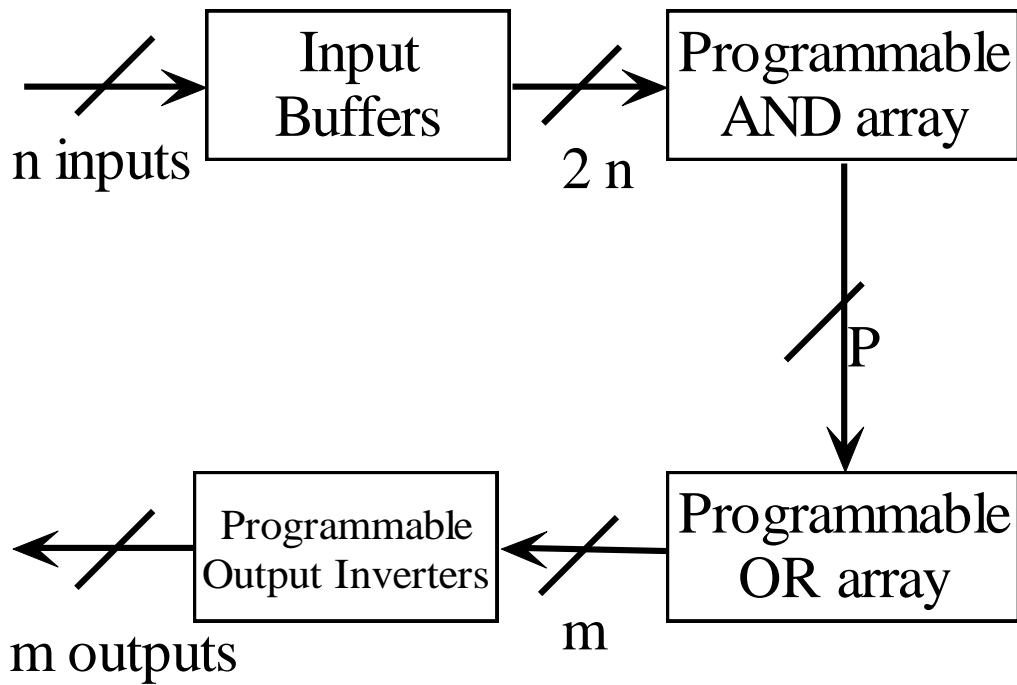 Input
Buffers
Programmable
AND array
n inputs
2 n
P
Programmable
Output Inverters
Programmable
OR array
m
m outputs